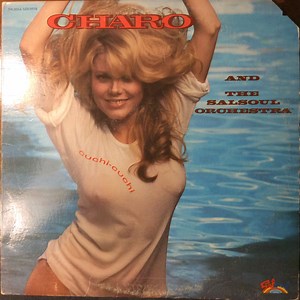 CHARO
AND
THE
SALSOUL
ORCHESTRA
cuchi-cuchi